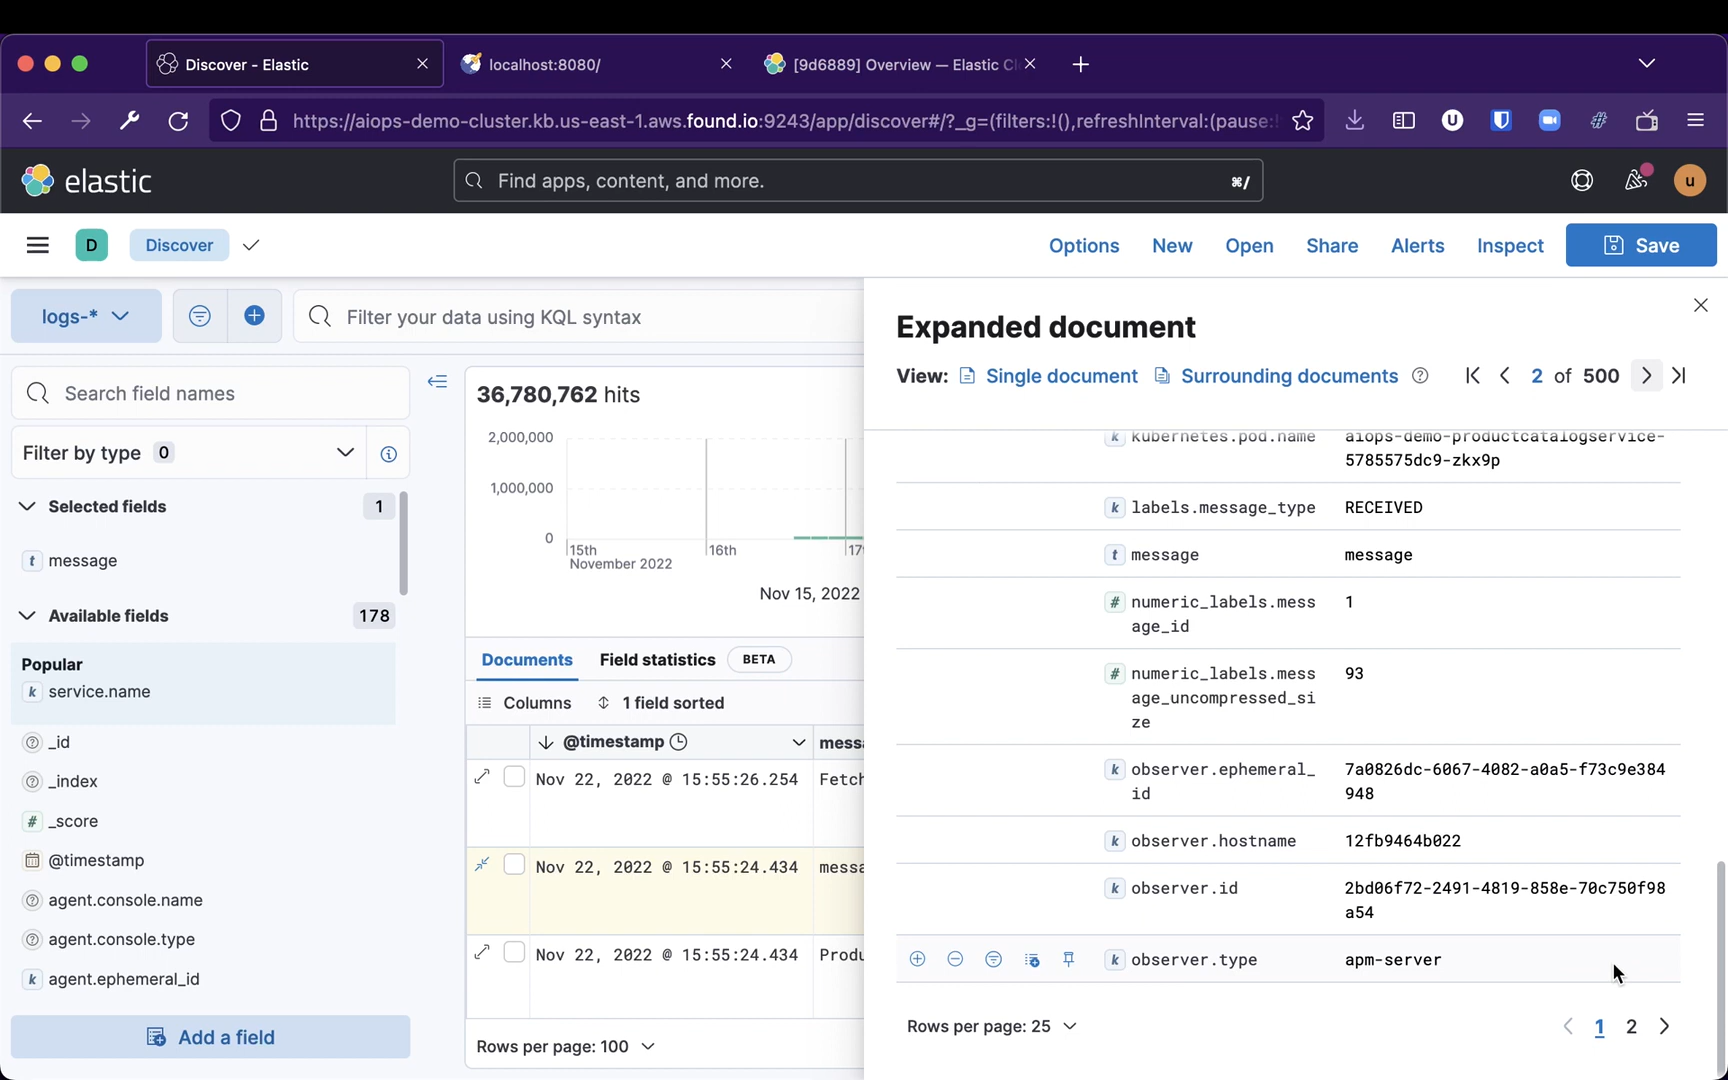 Discover - Elastic
localhost:8080/
[9d6889] Overview — Elastic Cl
https://aiops-demo-cluster.kb.us-east-1.aws.found.io:9243/app/discover#/?_g=(filters:!(),refreshInterval:(pause:!
U
#
elastic
Find apps, content, and more.
⌘/
u
D
Discover
Options
New
Open
Share
Alerts
Inspect
Save
logs-*
Filter your data using KQL syntax
Search field names
Filter by type 0
Selected fields
1
t message
Available fields
178
Popular
k service.name
_id
_index
# _score
@timestamp
agent.console.name
agent.console.type
k agent.ephemeral_id
Add a field
36,780,762 hits
2,000,000
1,000,000
0
15th
November 2022
16th
17
Nov 15, 2022
Documents
Field statistics
BETA
Columns
1 field sorted
@timestamp
messa
Nov 22, 2022 @ 15:55:26.254
Fetch
Nov 22, 2022 @ 15:55:24.434
messa
Nov 22, 2022 @ 15:55:24.434
Produ
Rows per page: 100
Expanded document
View:
Single document
Surrounding documents
2 of 500
k kubernetes.pod.name
aiops-demo-productcatalogservice-
5785575dc9-zkx9p
k labels.message_type
RECEIVED
t message
message
# numeric_labels.mess
age_id
1
# numeric_labels.mess
age_uncompressed_si
ze
93
k observer.ephemeral_
id
7a0826dc-6067-4082-a0a5-f73c9e384
948
k observer.hostname
12fb9464b022
k observer.id
2bd06f72-2491-4819-858e-70c750f98
a54
k observer.type
apm-server
Rows per page: 25
1
2